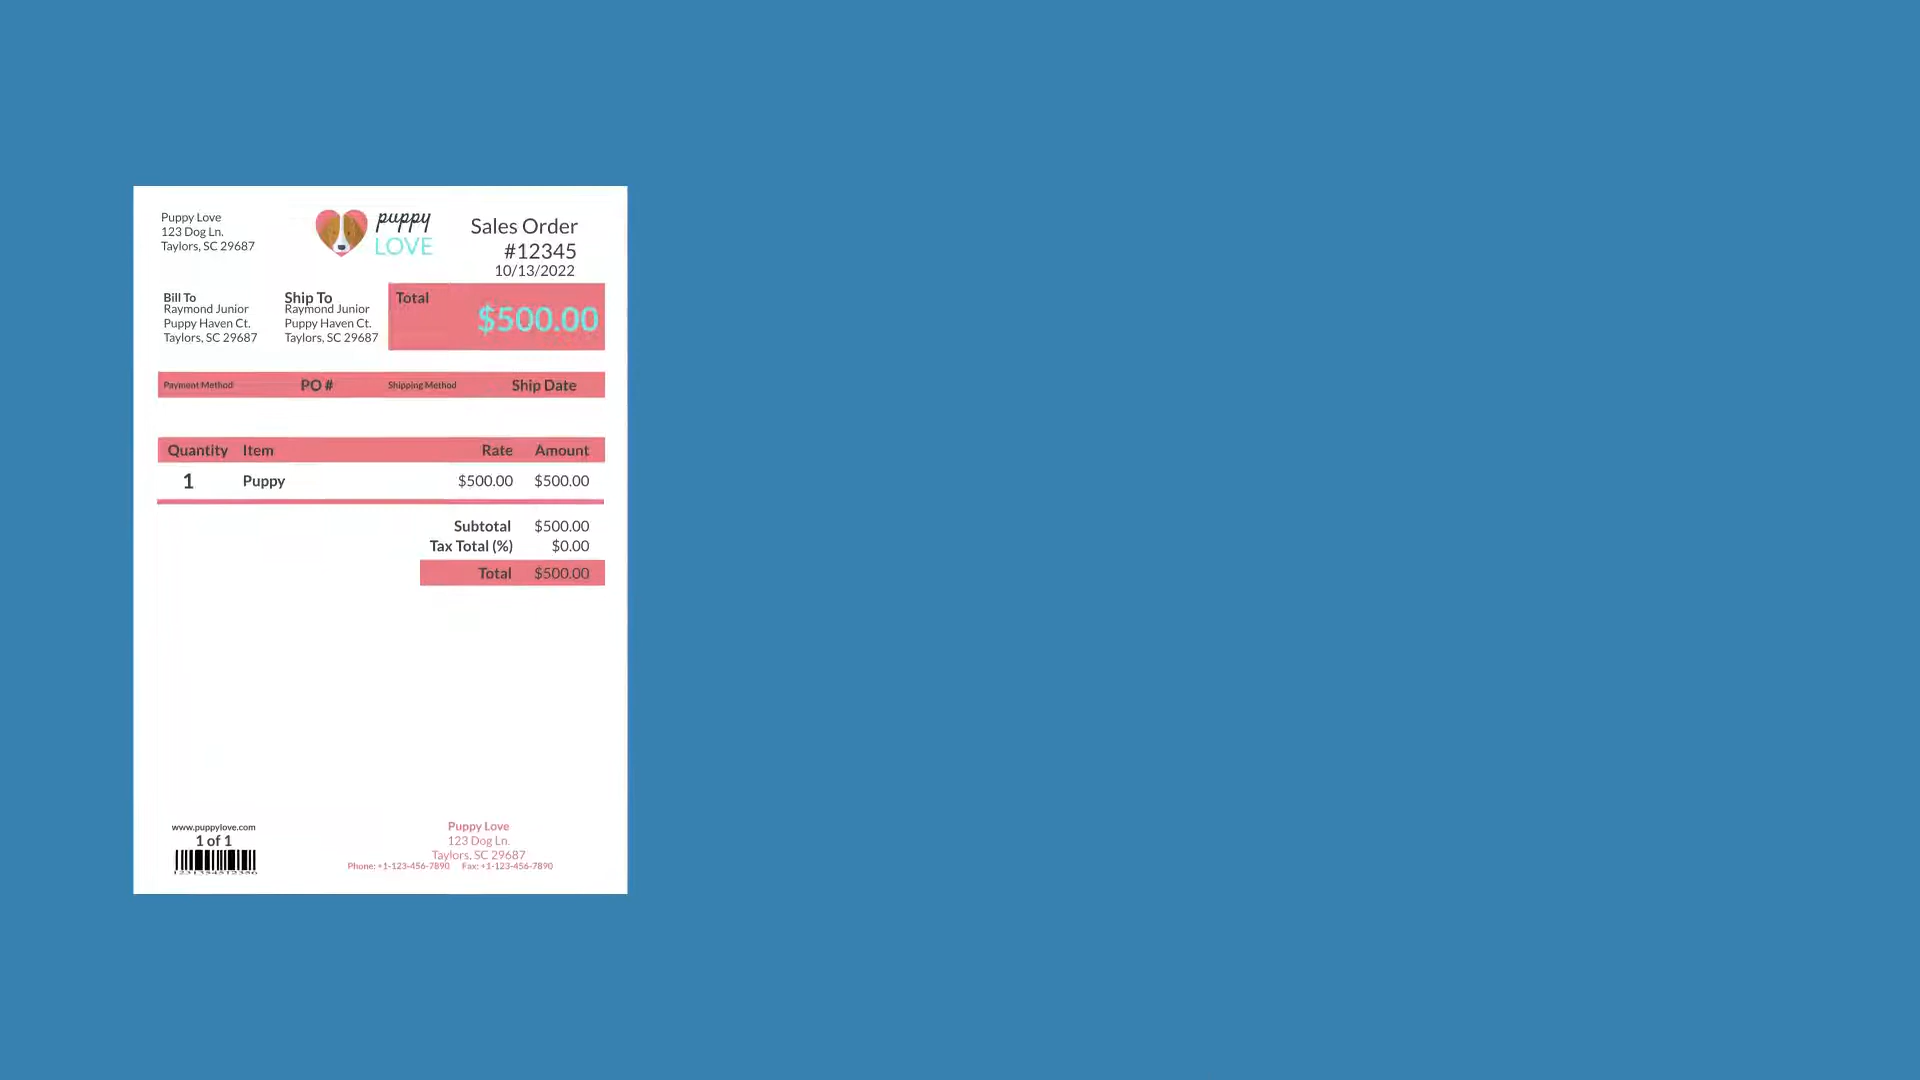 Puppy Love
123 Dog Ln.
Taylors, SC 29687
puppy
LOVE
Sales Order
#12345
10/13/2022
Bill To
Raymond Junior
Puppy Haven Ct.
Taylors, SC 29687
Ship To
Raymond Junior
Puppy Haven Ct.
Taylors, SC 29687
Total
$500.00
Payment Method PO # Shipping Method Ship Date
Quantity Item Rate Amount
1 Puppy $500.00 $500.00
Subtotal $500.00
Tax Total (%) $0.00
Total $500.00
www.puppylove.com
1 of 1
Puppy Love
123 Dog Ln.
Taylors, SC 29687
Phone: +1-123-456-7890 Fax: +1-123-456-7890